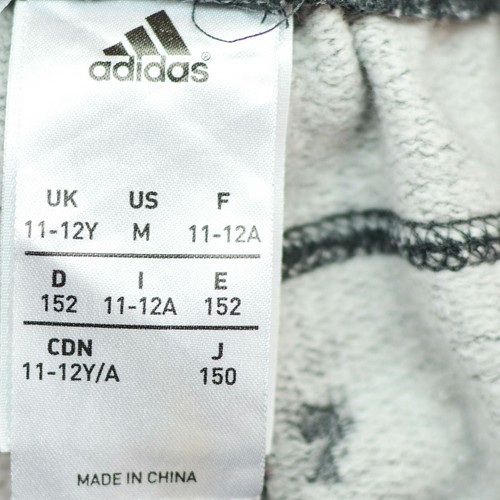 adidas®
UK US F
11-12Y M 11-12A
D I E
152 11-12A 152
CDN J
11-12Y/A 150
MADE IN CHINA